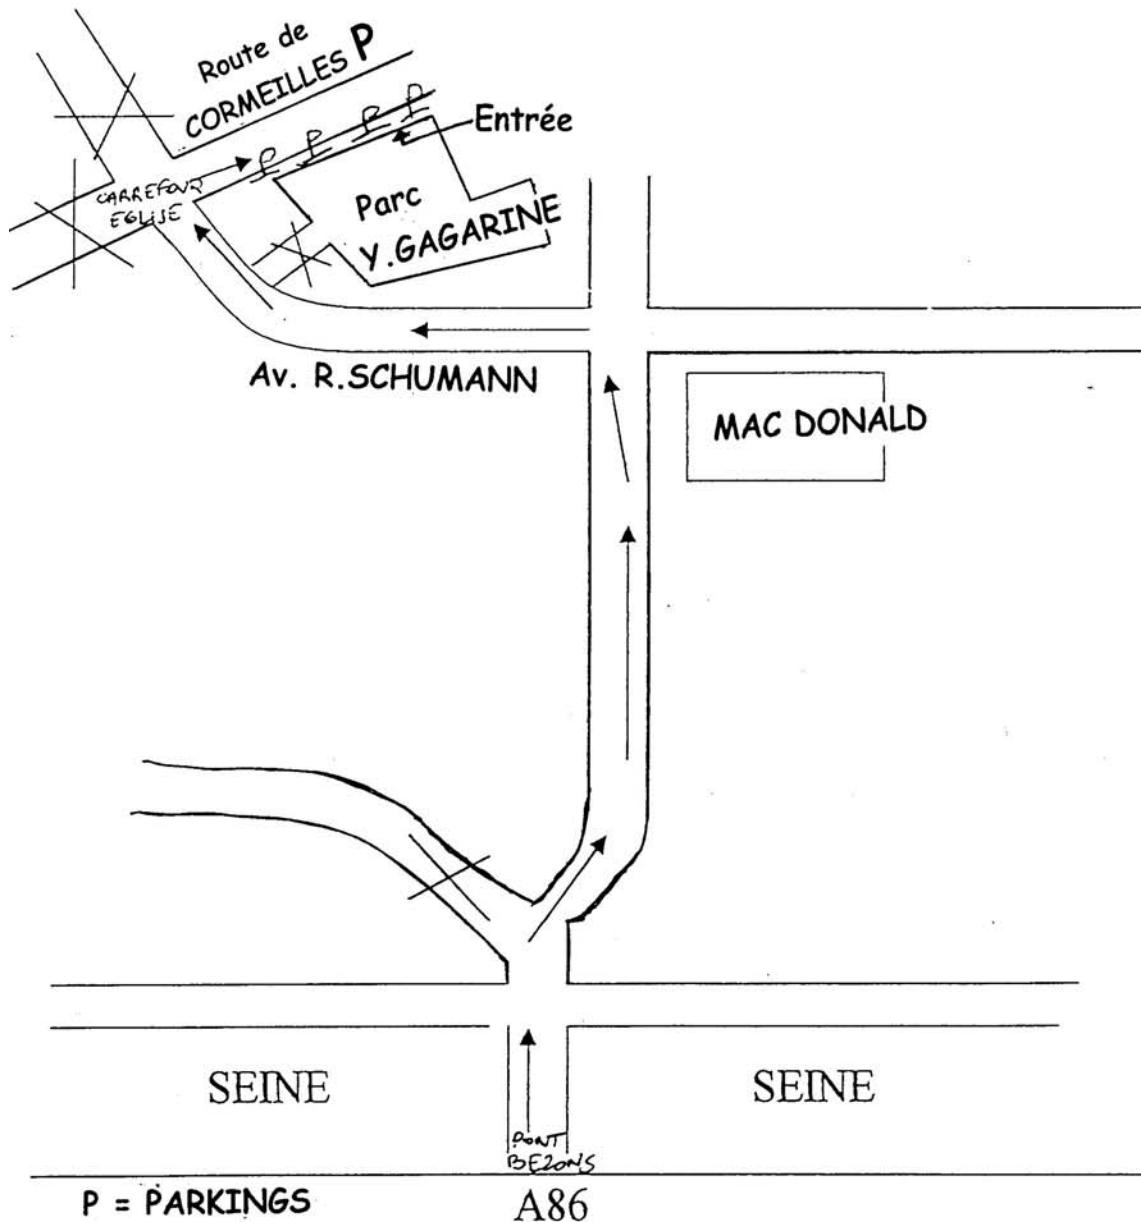 Route de
CORMEILLES P
P P P P
Entrée
CARREFOUR
EGLISE
Parc
Y.GAGARINE
Av. R.SCHUMANN
MAC DONALD
SEINE
SEINE
PONT
BEZONS
P = PARKINGS
A86